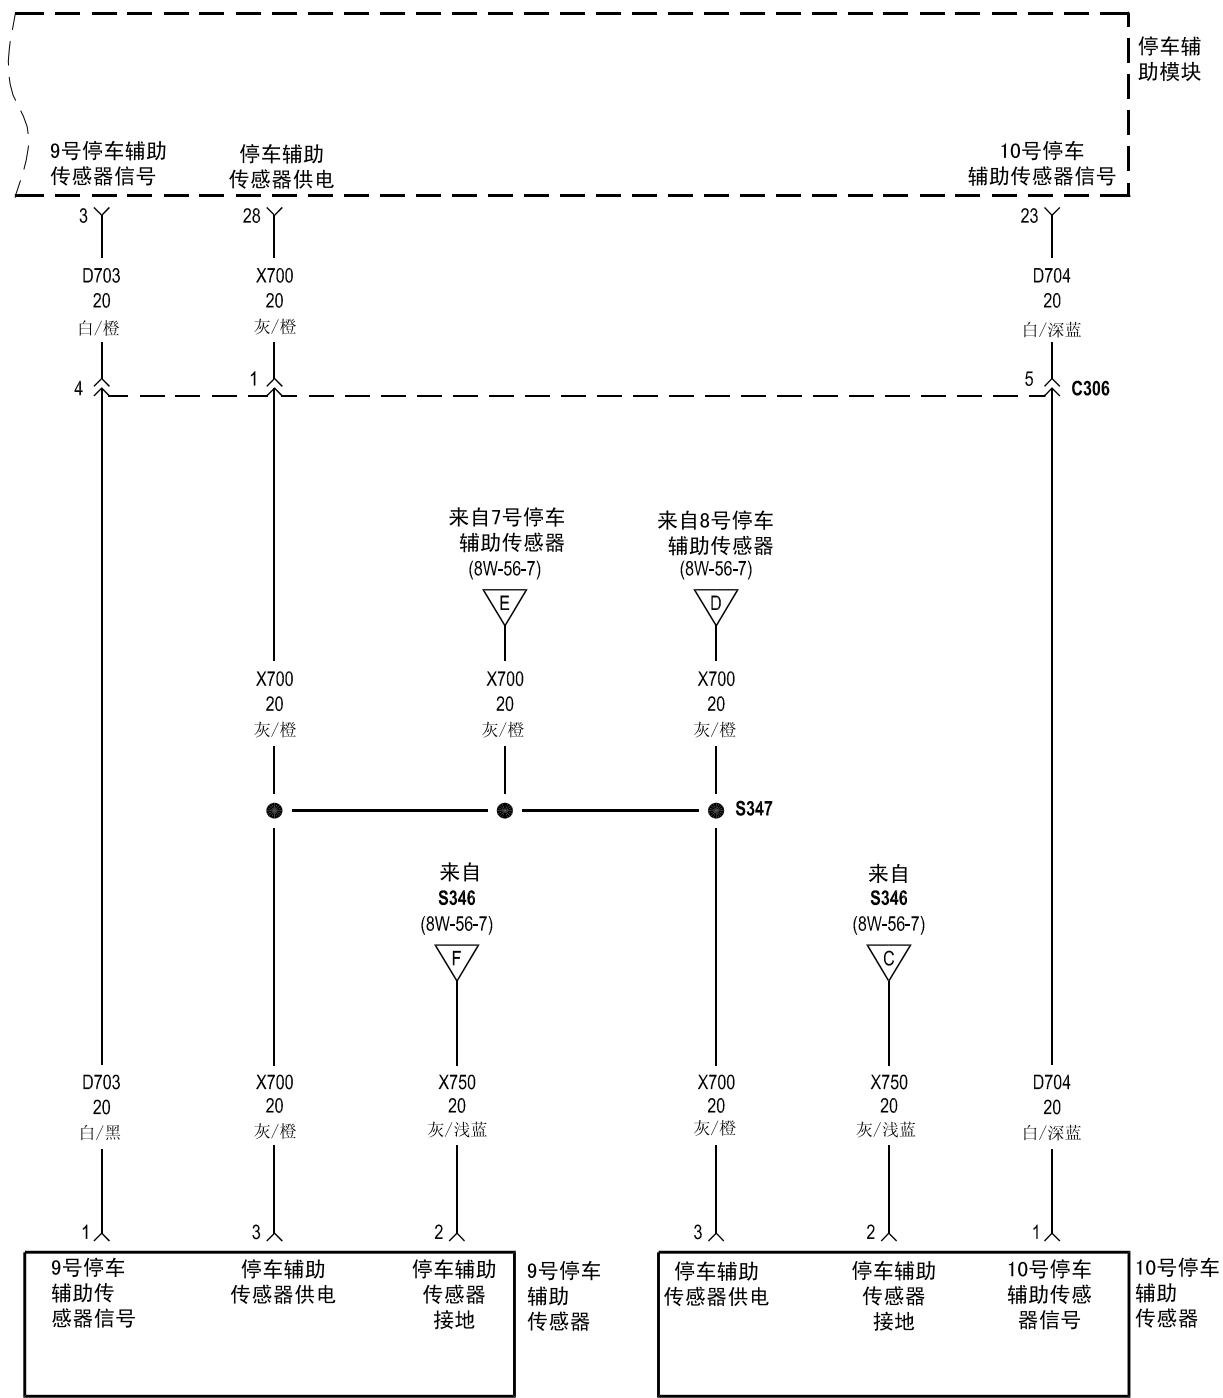 停车辅
助模块
9号停车辅助
传感器信号
停车辅助
传感器供电
10号停车
辅助传感器信号
3
28
23
D703
20
白/橙
X700
20
灰/橙
D704
20
白/深蓝
4
1
5
C306
来自7号停车
辅助传感器
(8W-56-7)
E
来自8号停车
辅助传感器
(8W-56-7)
D
X700
20
灰/橙
X700
20
灰/橙
X700
20
灰/橙
S347
来自
S346
(8W-56-7)
F
来自
S346
(8W-56-7)
C
D703
20
白/黑
X700
20
灰/橙
X750
20
灰/浅蓝
X700
20
灰/橙
X750
20
灰/浅蓝
D704
20
白/深蓝
1
3
2
3
2
1
9号停车
辅助传
感器信号
停车辅助
传感器供电
停车辅助
传感器
接地
9号停车
辅助
传感器
停车辅助
传感器供电
停车辅助
传感器
接地
10号停车
辅助传感
器信号
10号停车
辅助
传感器